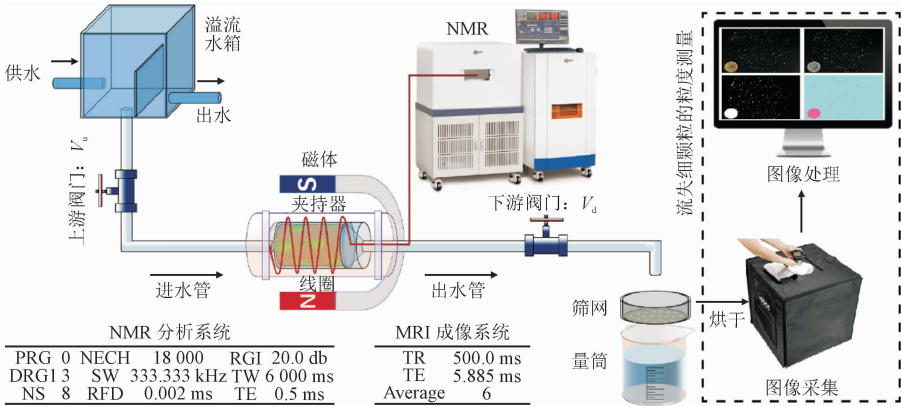 溢流
水箱
供水
出水
上游阀门：Vu
磁体
S
夹持器
线圈
N
进水管
出水管
NMR
下游阀门：Vd
筛网
量筒
烘干
流失细颗粒的粒度测量
图像处理
图像采集
NMR 分析系统
PRG 0 NECH 18 000 RGI 20.0 db
DRG1 3 SW 333.333 kHz TW 6 000 ms
NS 8 RFD 0.002 ms TE 0.5 ms
MRI 成像系统
TR 500.0 ms
TE 5.885 ms
Average 6